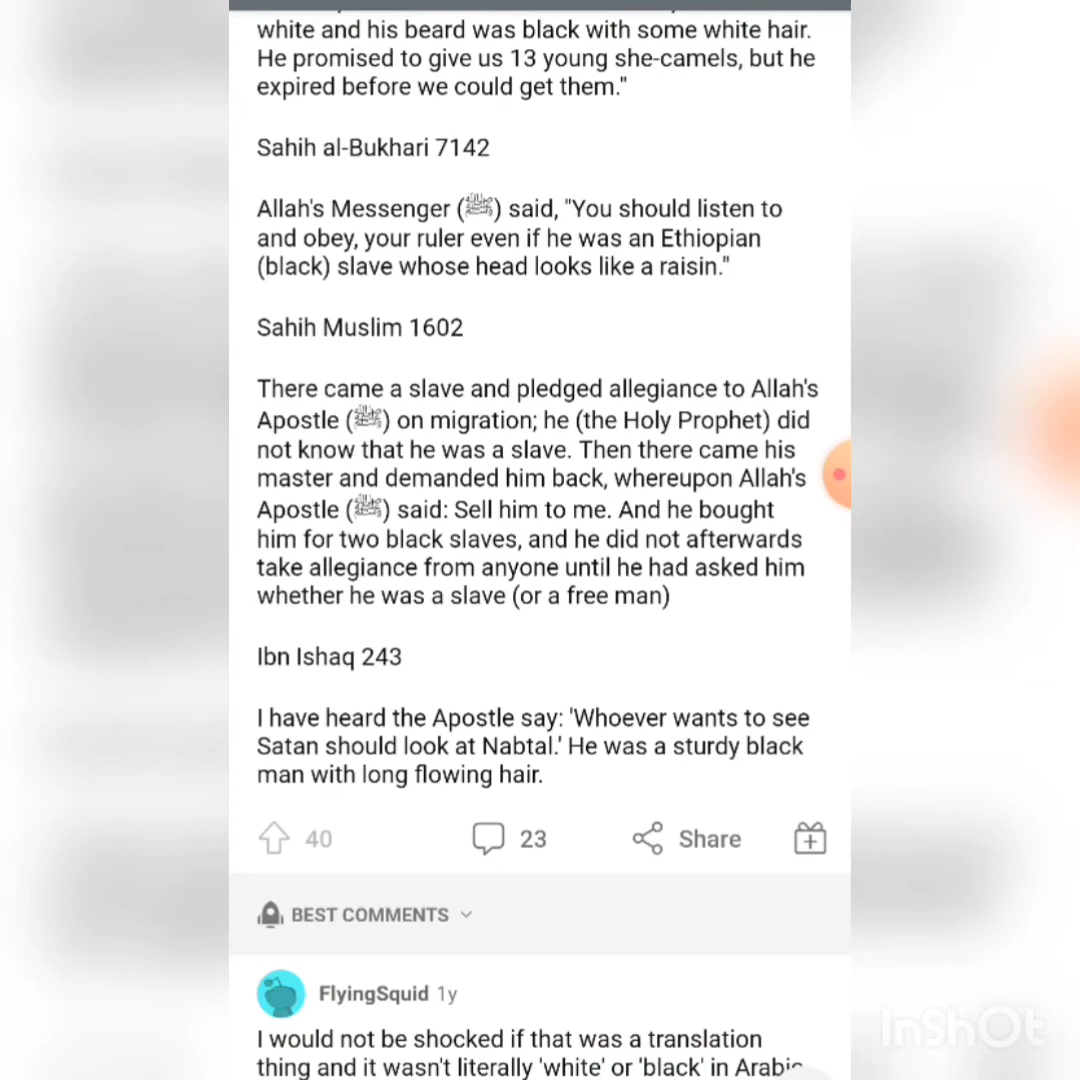 white and his beard was black with some white hair.
He promised to give us 13 young she-camels, but he
expired before we could get them."
Sahih al-Bukhari 7142
Allah's Messenger (ﷺ) said, "You should listen to
and obey, your ruler even if he was an Ethiopian
(black) slave whose head looks like a raisin."
Sahih Muslim 1602
There came a slave and pledged allegiance to Allah's
Apostle (ﷺ) on migration; he (the Holy Prophet) did
not know that he was a slave. Then there came his
master and demanded him back, whereupon Allah's
Apostle (ﷺ) said: Sell him to me. And he bought
him for two black slaves, and he did not afterwards
take allegiance from anyone until he had asked him
whether he was a slave (or a free man)
Ibn Ishaq 243
I have heard the Apostle say: 'Whoever wants to see
Satan should look at Nabtal.' He was a sturdy black
man with long flowing hair.
40 23 Share
BEST COMMENTS
FlyingSquid 1y
I would not be shocked if that was a translation
thing and it wasn't literally 'white' or 'black' in Arabic
InShOt